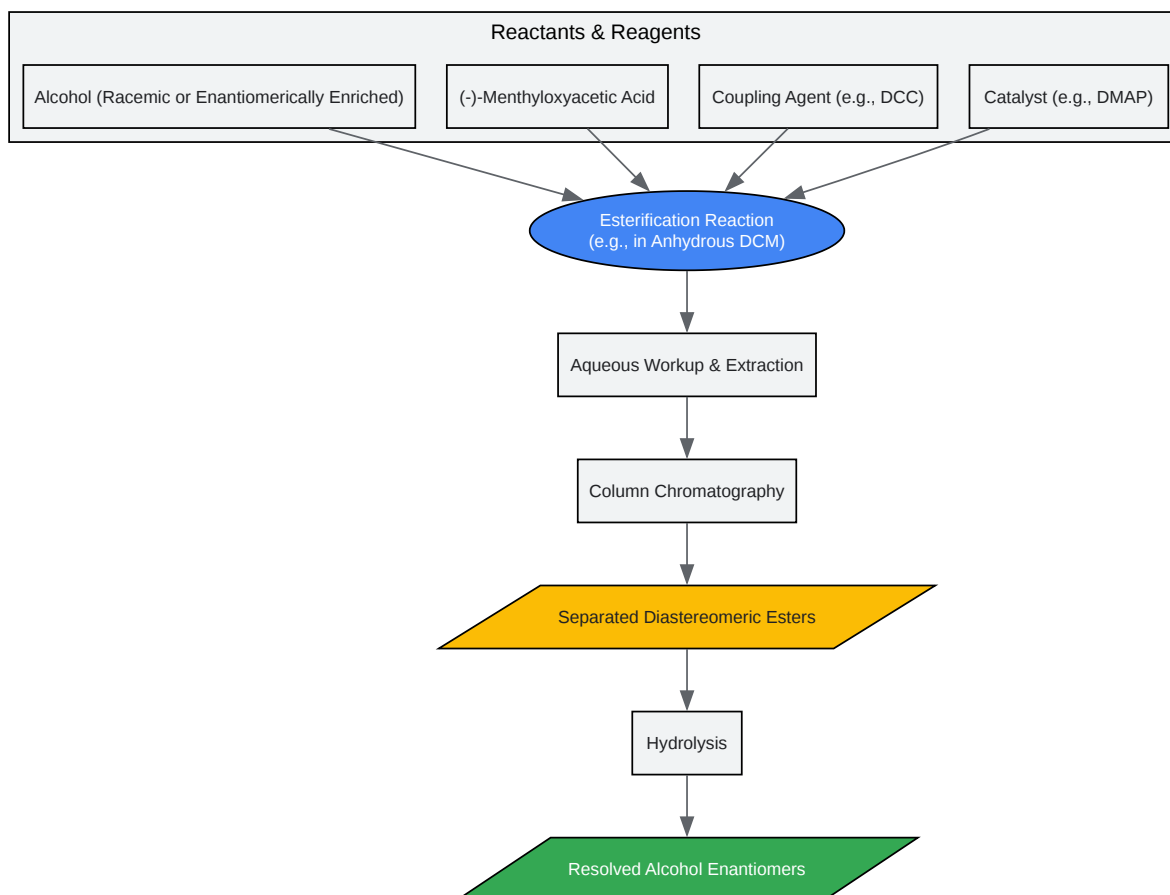 Reactants & Reagents
Alcohol (Racemic or Enantiomerically Enriched)
(-)-Menthyloxyacetic Acid
Coupling Agent (e.g., DCC)
Catalyst (e.g., DMAP)
Esterification Reaction
(e.g., in Anhydrous DCM)
Aqueous Workup & Extraction
Column Chromatography
Separated Diastereomeric Esters
Hydrolysis
Resolved Alcohol Enantiomers